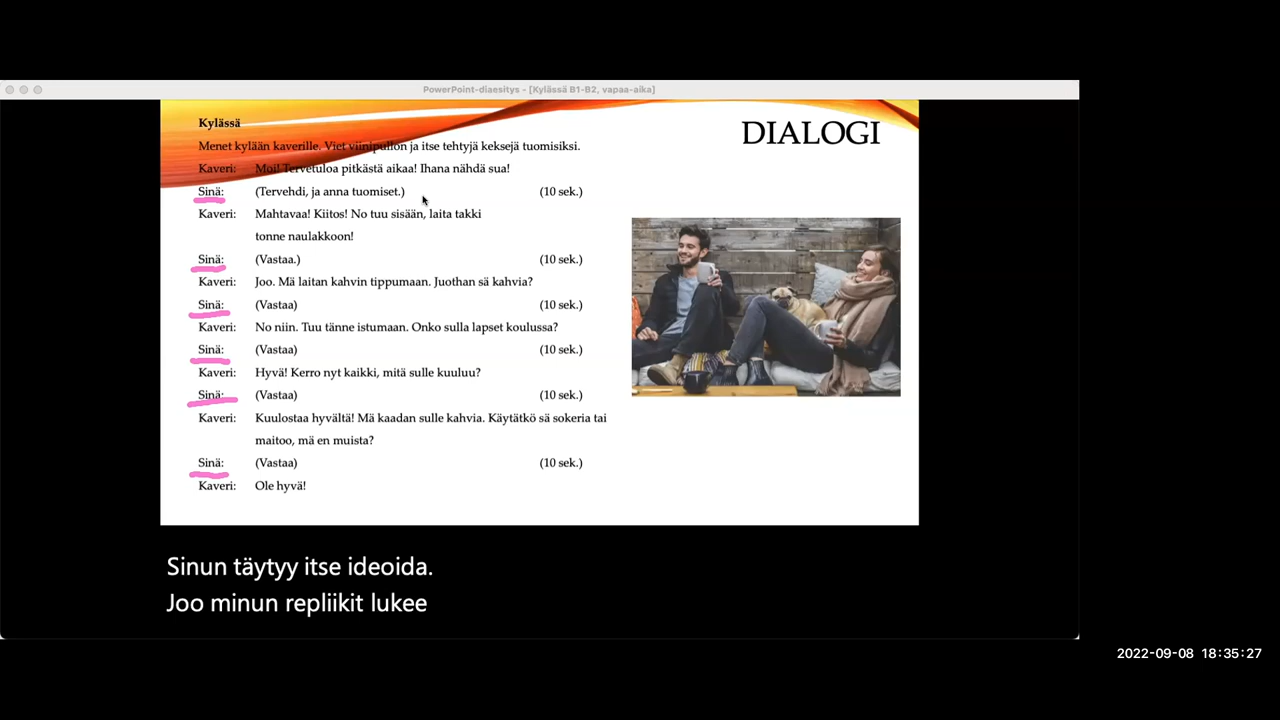 PowerPoint-diaesitys - [Kylässä B1-B2, vapaa-aika]
DIALOGI
Kylässä
Menet kylään kaverille. Viet viinipullon ja itse tehtyjä keksejä tuomisiksi.
Kaveri: Moi! Tervetuloa pitkästä aikaa! Ihana nähdä sua!
Sinä: (Tervehdi, ja anna tuomiset.) (10 sek.)
Kaveri: Mahtavaa! Kiitos! No tuu sisään, laita takki
tonne naulakkoon!
Sinä: (Vastaa.) (10 sek.)
Kaveri: Joo. Mä laitan kahvin tippumaan. Juothan sä kahvia?
Sinä: (Vastaa) (10 sek.)
Kaveri: No niin. Tuu tänne istumaan. Onko sulla lapset koulussa?
Sinä: (Vastaa) (10 sek.)
Kaveri: Hyvä! Kerro nyt kaikki, mitä sulle kuuluu?
Sinä: (Vastaa) (10 sek.)
Kaveri: Kuulostaa hyvältä! Mä kaadan sulle kahvia. Käytätkö sä sokeria tai
maitoo, mä en muista?
Sinä: (Vastaa) (10 sek.)
Kaveri: Ole hyvä!
Sinun täytyy itse ideoida.
Joo minun repliikit lukee
2022-09-08 18:35:27